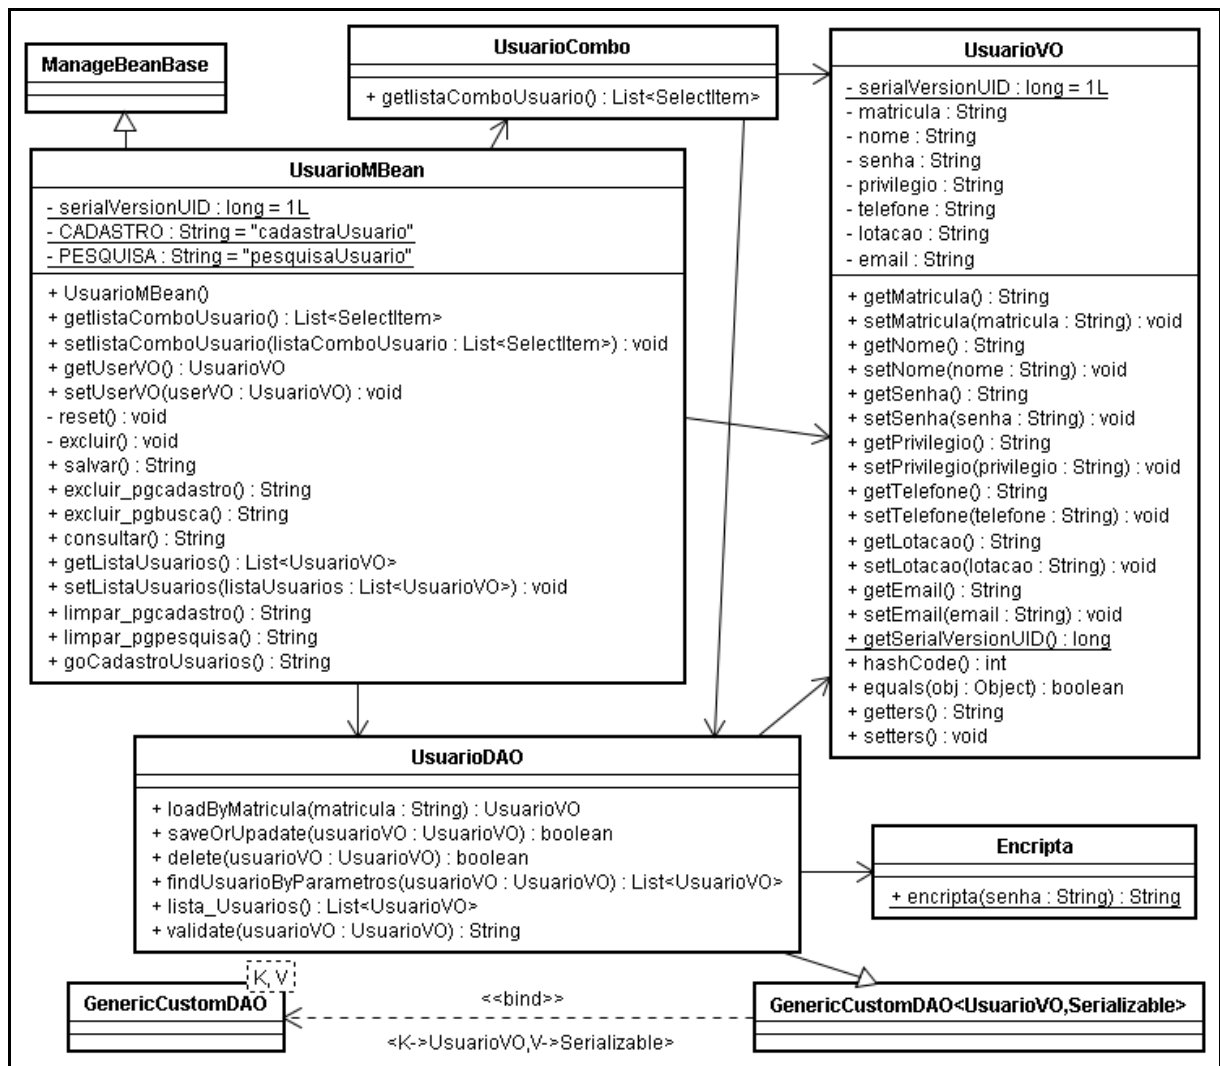 ManageBeanBase
UsuarioCombo
+ getlistaComboUsuario() : List<SelectItem>
UsuarioVO
- serialVersionUID : long = 1L
- matricula : String
- nome : String
- senha : String
- privilegio : String
- telefone : String
- lotacao : String
- email : String
+ getMatricula() : String
+ setMatricula(matricula : String) : void
+ getNome() : String
+ setNome(nome : String) : void
+ getSenha() : String
+ setSenha(senha : String) : void
+ getPrivilegio() : String
+ setPrivilegio(privilegio : String) : void
+ getTelefone() : String
+ setTelefone(telefone : String) : void
+ getLotacao() : String
+ setLotacao(lotacao : String) : void
+ getEmail() : String
+ setEmail(email : String) : void
+ getSerialVersionUID() : long
+ hashCode() : int
+ equals(obj : Object) : boolean
+ getters() : String
+ setters() : void
UsuarioMBean
- serialVersionUID : long = 1L
- CADASTRO : String = "cadastraUsuario"
- PESQUISA : String = "pesquisaUsuario"
+ UsuarioMBean()
+ getlistaComboUsuario() : List<SelectItem>
+ setlistaComboUsuario(listaComboUsuario : List<SelectItem>) : void
+ getUserVO() : UsuarioVO
+ setUserVO(userVO : UsuarioVO) : void
- reset() : void
- excluir() : void
+ salvar() : String
+ excluir_pgcadastro() : String
+ excluir_pgbusca() : String
+ consultar() : String
+ getListaUsuarios() : List<UsuarioVO>
+ setListaUsuarios(listaUsuarios : List<UsuarioVO>) : void
+ limpar_pgcadastro() : String
+ limpar_pgpesquisa() : String
+ goCadastroUsuarios() : String
UsuarioDAO
+ loadByMatricula(matricula : String) : UsuarioVO
+ saveOrUpadate(usuarioVO : UsuarioVO) : boolean
+ delete(usuarioVO : UsuarioVO) : boolean
+ findUsuarioByParametros(usuarioVO : UsuarioVO) : List<UsuarioVO>
+ lista_Usuarios() : List<UsuarioVO>
+ validate(usuarioVO : UsuarioVO) : String
Encripta
+ encripta(senha : String) : String
K, V
GenericCustomDAO
<<bind>>
<K->UsuarioVO,V->Serializable>
GenericCustomDAO<UsuarioVO,Serializable>